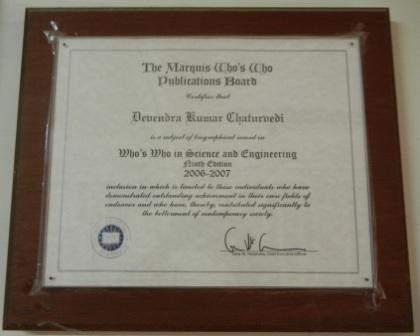 The Marquis Who's Who
Publications Board
Certifies that
Devendra Kumar Chaturvedi
is a subject of biographical record in
Who's Who in Science and Engineering
Ninth Edition
2006-2007
inclusion in which is limited to those individuals who have
demonstrated outstanding achievement in their own fields of
endeavor and who have, thereby, contributed significantly to
the betterment of contemporary society.
Chief Executive Officer